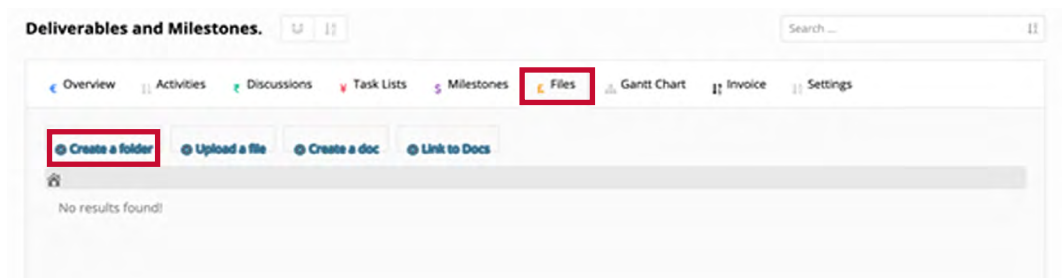 Deliverables and Milestones.
Search ...
Overview Activities Discussions Task Lists Milestones Files Gantt Chart Invoice Settings
Create a folder Upload a file Create a doc Link to Docs
No results found!